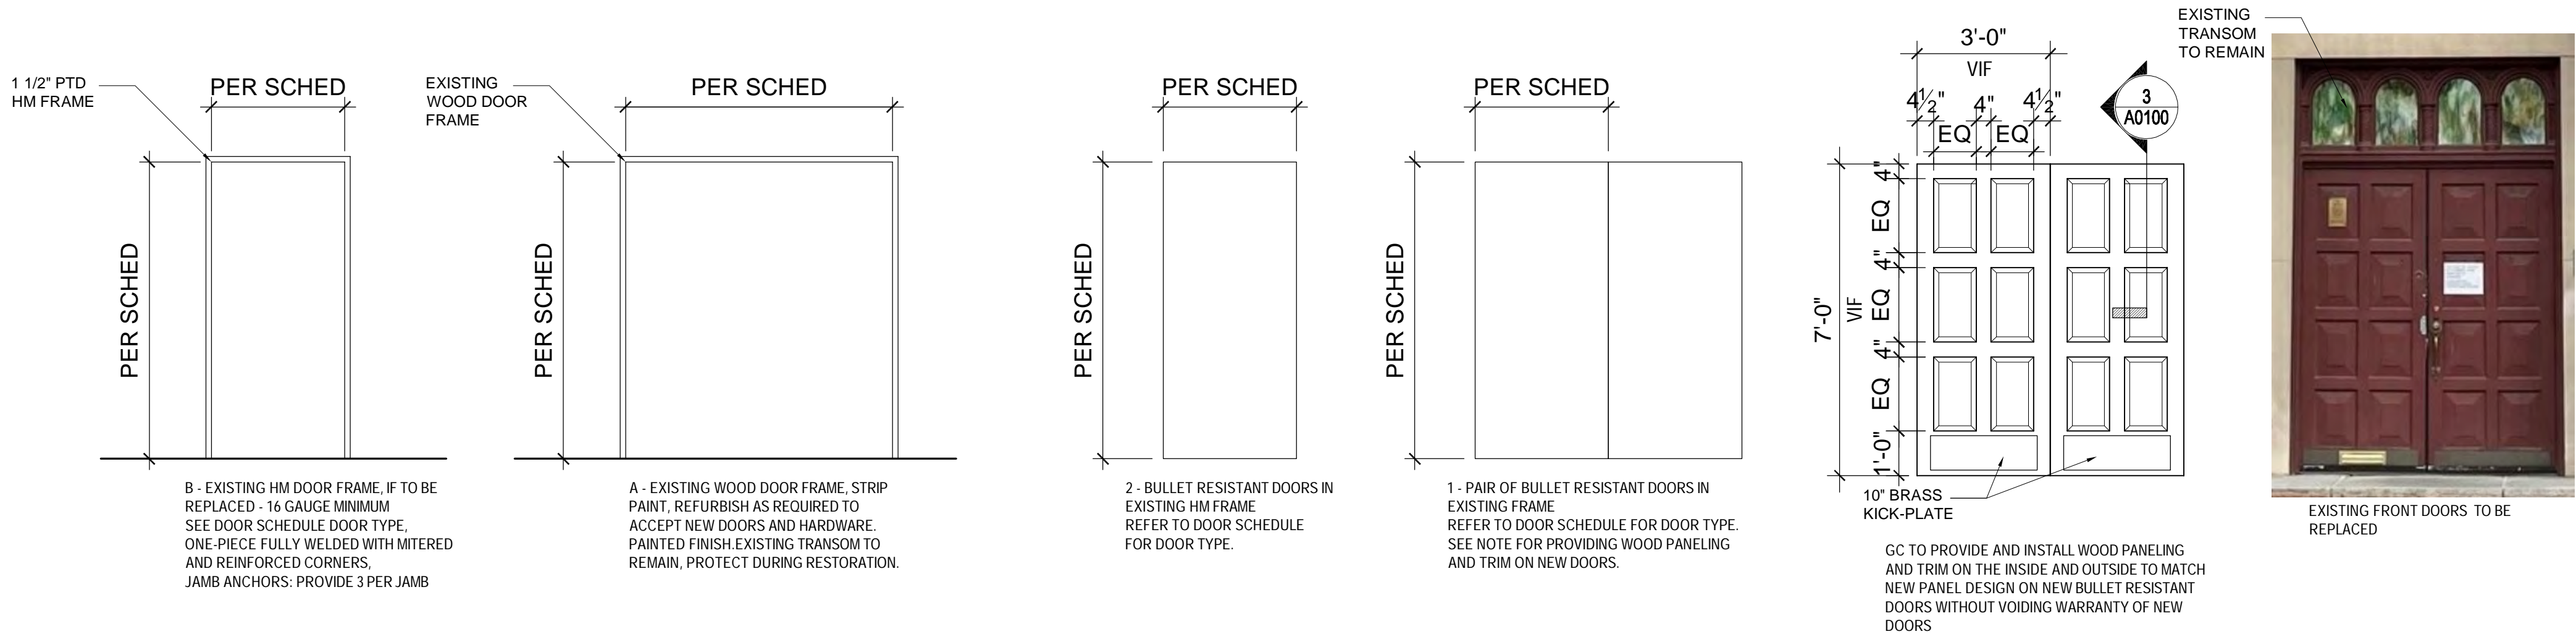 1 1/2" PTD
HM FRAME
PER SCHED
PER SCHED
B - EXISTING HM DOOR FRAME, IF TO BE
REPLACED - 16 GAUGE MINIMUM
SEE DOOR SCHEDULE DOOR TYPE,
ONE-PIECE FULLY WELDED WITH MITERED
AND REINFORCED CORNERS,
JAMB ANCHORS: PROVIDE 3 PER JAMB
EXISTING
WOOD DOOR
FRAME
PER SCHED
PER SCHED
A - EXISTING WOOD DOOR FRAME, STRIP
PAINT, REFURBISH AS REQUIRED TO
ACCEPT NEW DOORS AND HARDWARE.
PAINTED FINISH.EXISTING TRANSOM TO
REMAIN, PROTECT DURING RESTORATION.
PER SCHED
PER SCHED
2 - BULLET RESISTANT DOORS IN
EXISTING HM FRAME
REFER TO DOOR SCHEDULE
FOR DOOR TYPE.
PER SCHED
PER SCHED
1 - PAIR OF BULLET RESISTANT DOORS IN
EXISTING FRAME
REFER TO DOOR SCHEDULE FOR DOOR TYPE.
SEE NOTE FOR PROVIDING WOOD PANELING
AND TRIM ON NEW DOORS.
3'-0"
VIF
4 1/2" 4" 4 1/2"
EQ EQ
3
A0100
4"
EQ
4"
EQ
4"
EQ
1'-0"
7'-0"
VIF
10" BRASS
KICK-PLATE
GC TO PROVIDE AND INSTALL WOOD PANELING
AND TRIM ON THE INSIDE AND OUTSIDE TO MATCH
NEW PANEL DESIGN ON NEW BULLET RESISTANT
DOORS WITHOUT VOIDING WARRANTY OF NEW
DOORS
EXISTING
TRANSOM
TO REMAIN
EXISTING FRONT DOORS TO BE
REPLACED